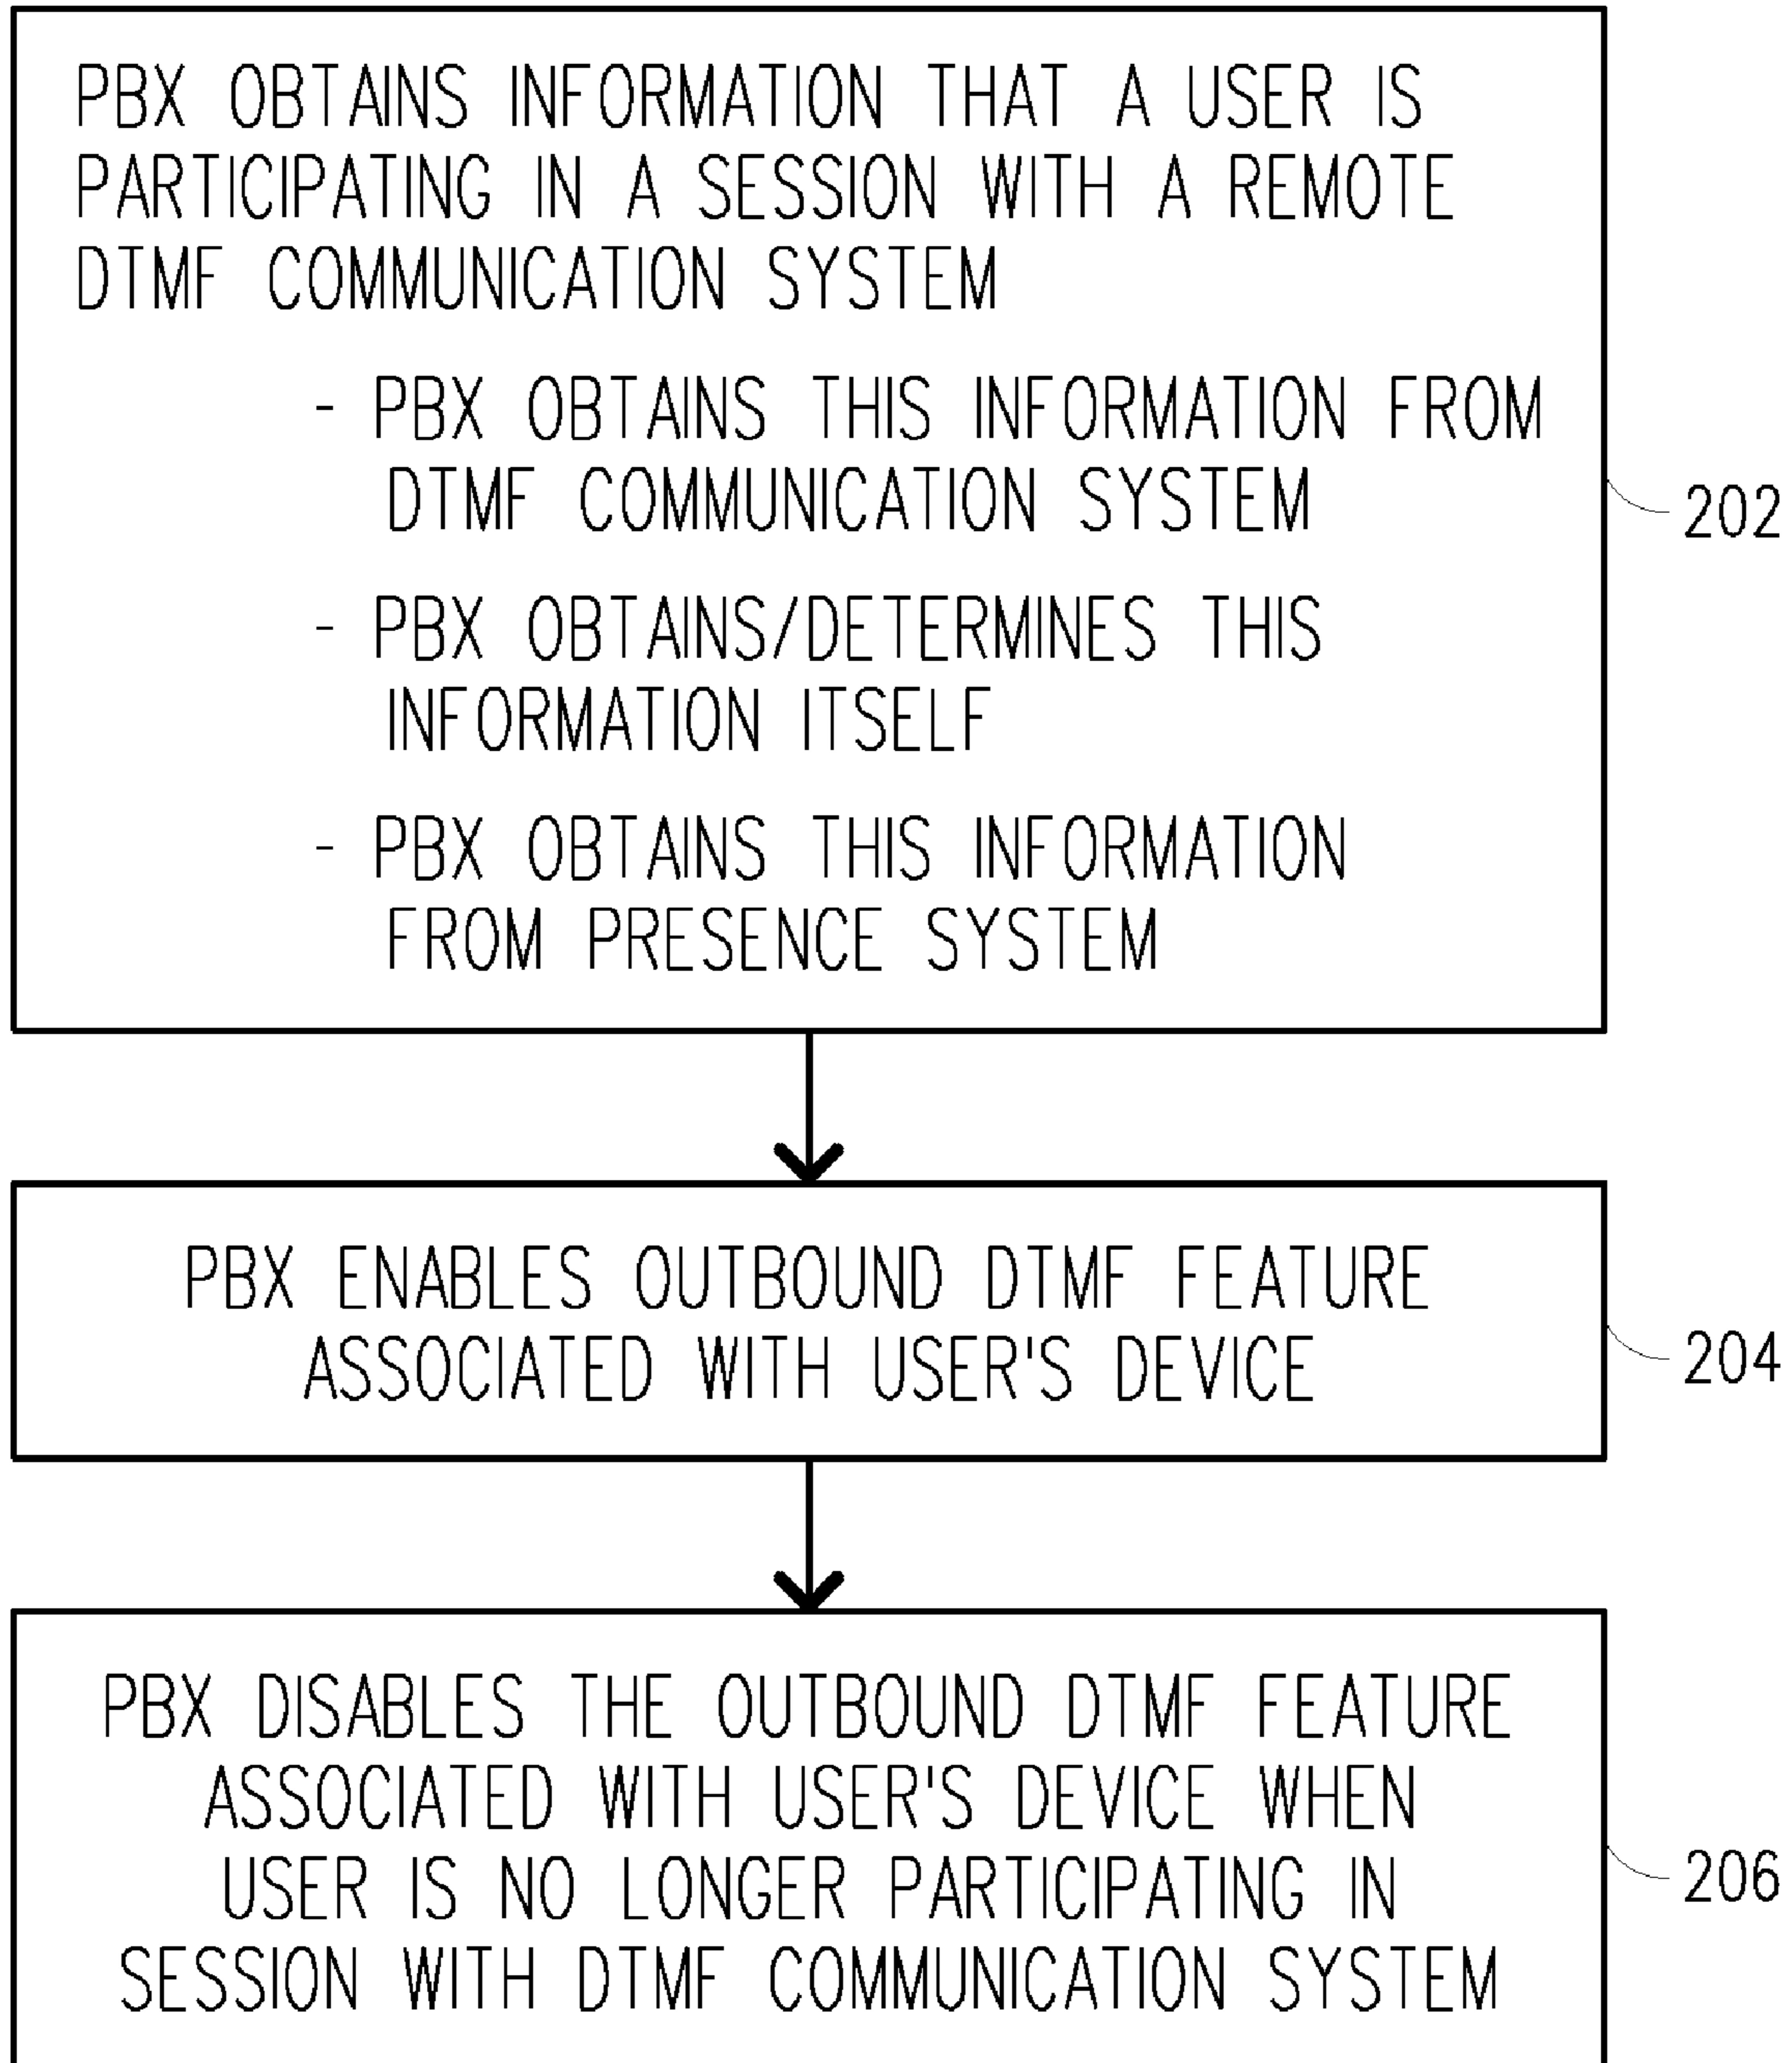 PBX OBTAINS INFORMATION THAT A USER IS
PARTICIPATING IN A SESSION WITH A REMOTE
DTMF COMMUNICATION SYSTEM
- PBX OBTAINS THIS INFORMATION FROM
DTMF COMMUNICATION SYSTEM
- PBX OBTAINS/DETERMINES THIS
INFORMATION ITSELF
- PBX OBTAINS THIS INFORMATION
FROM PRESENCE SYSTEM
202
PBX ENABLES OUTBOUND DTMF FEATURE
ASSOCIATED WITH USER'S DEVICE
204
PBX DISABLES THE OUTBOUND DTMF FEATURE
ASSOCIATED WITH USER'S DEVICE WHEN
USER IS NO LONGER PARTICIPATING IN
SESSION WITH DTMF COMMUNICATION SYSTEM
206